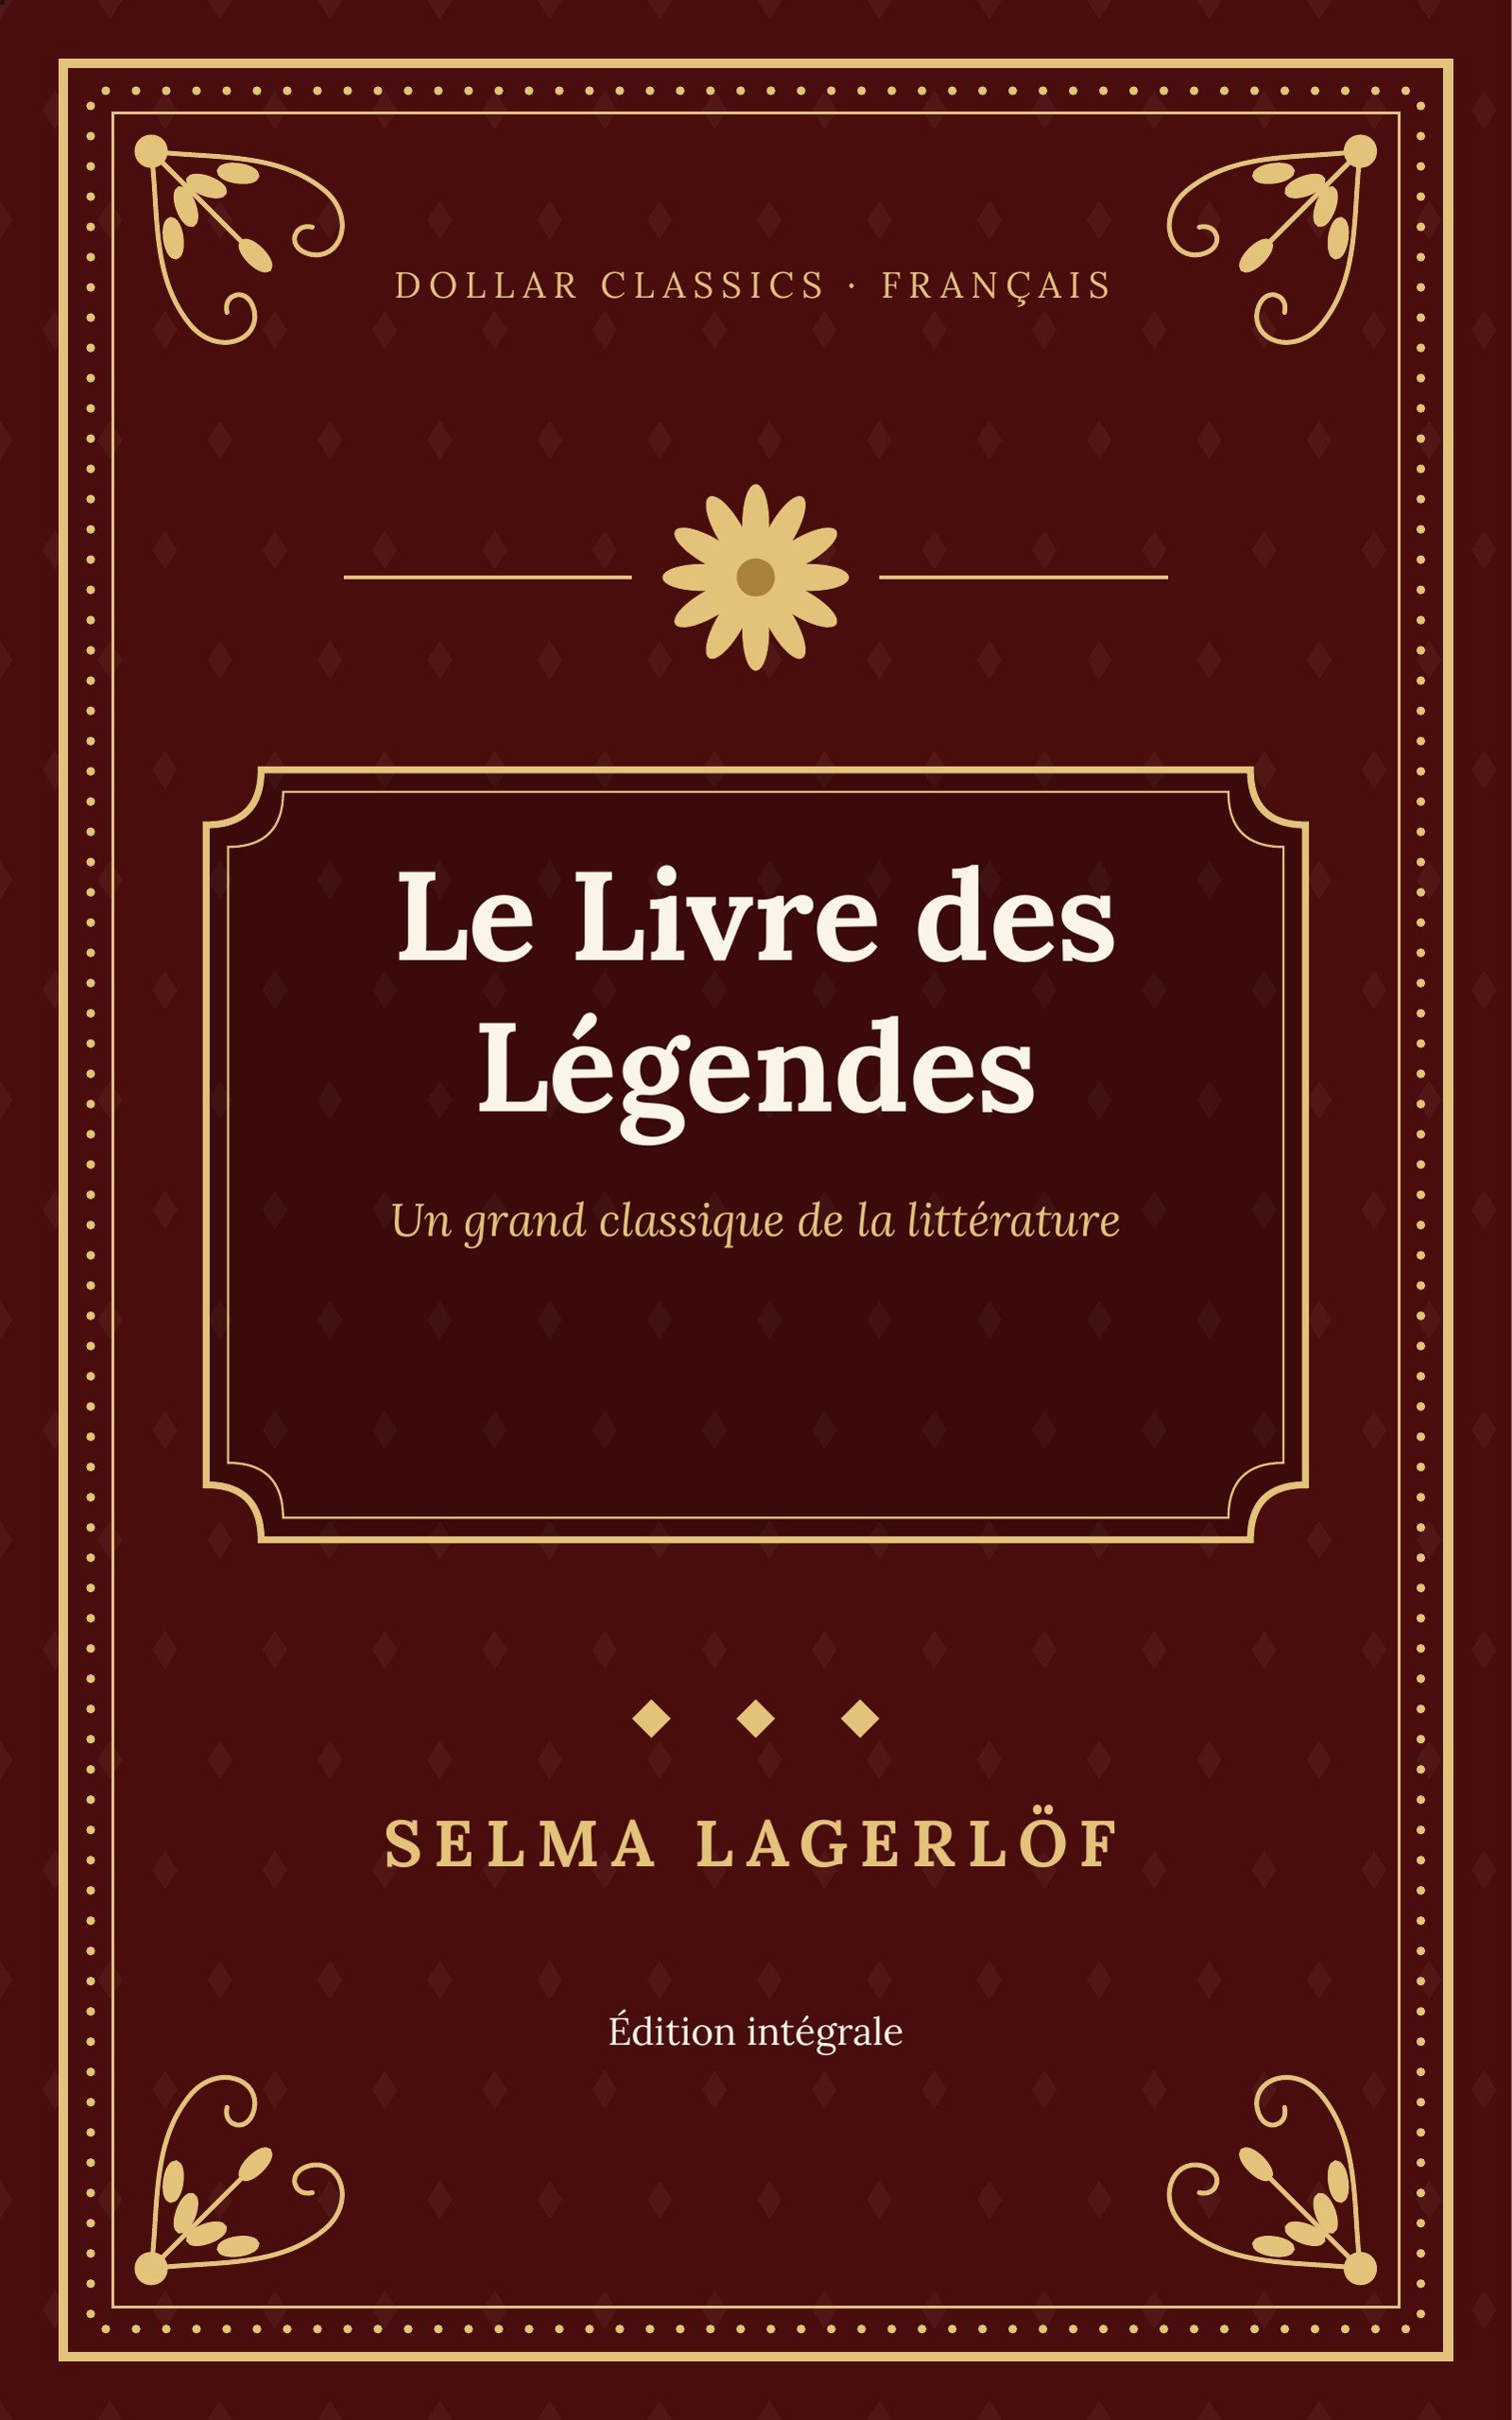 DOLLAR CLASSICS · FRANÇAIS
Le Livre des
Légendes
Un grand classique de la littérature
SELMA LAGERLÖF
Édition intégrale